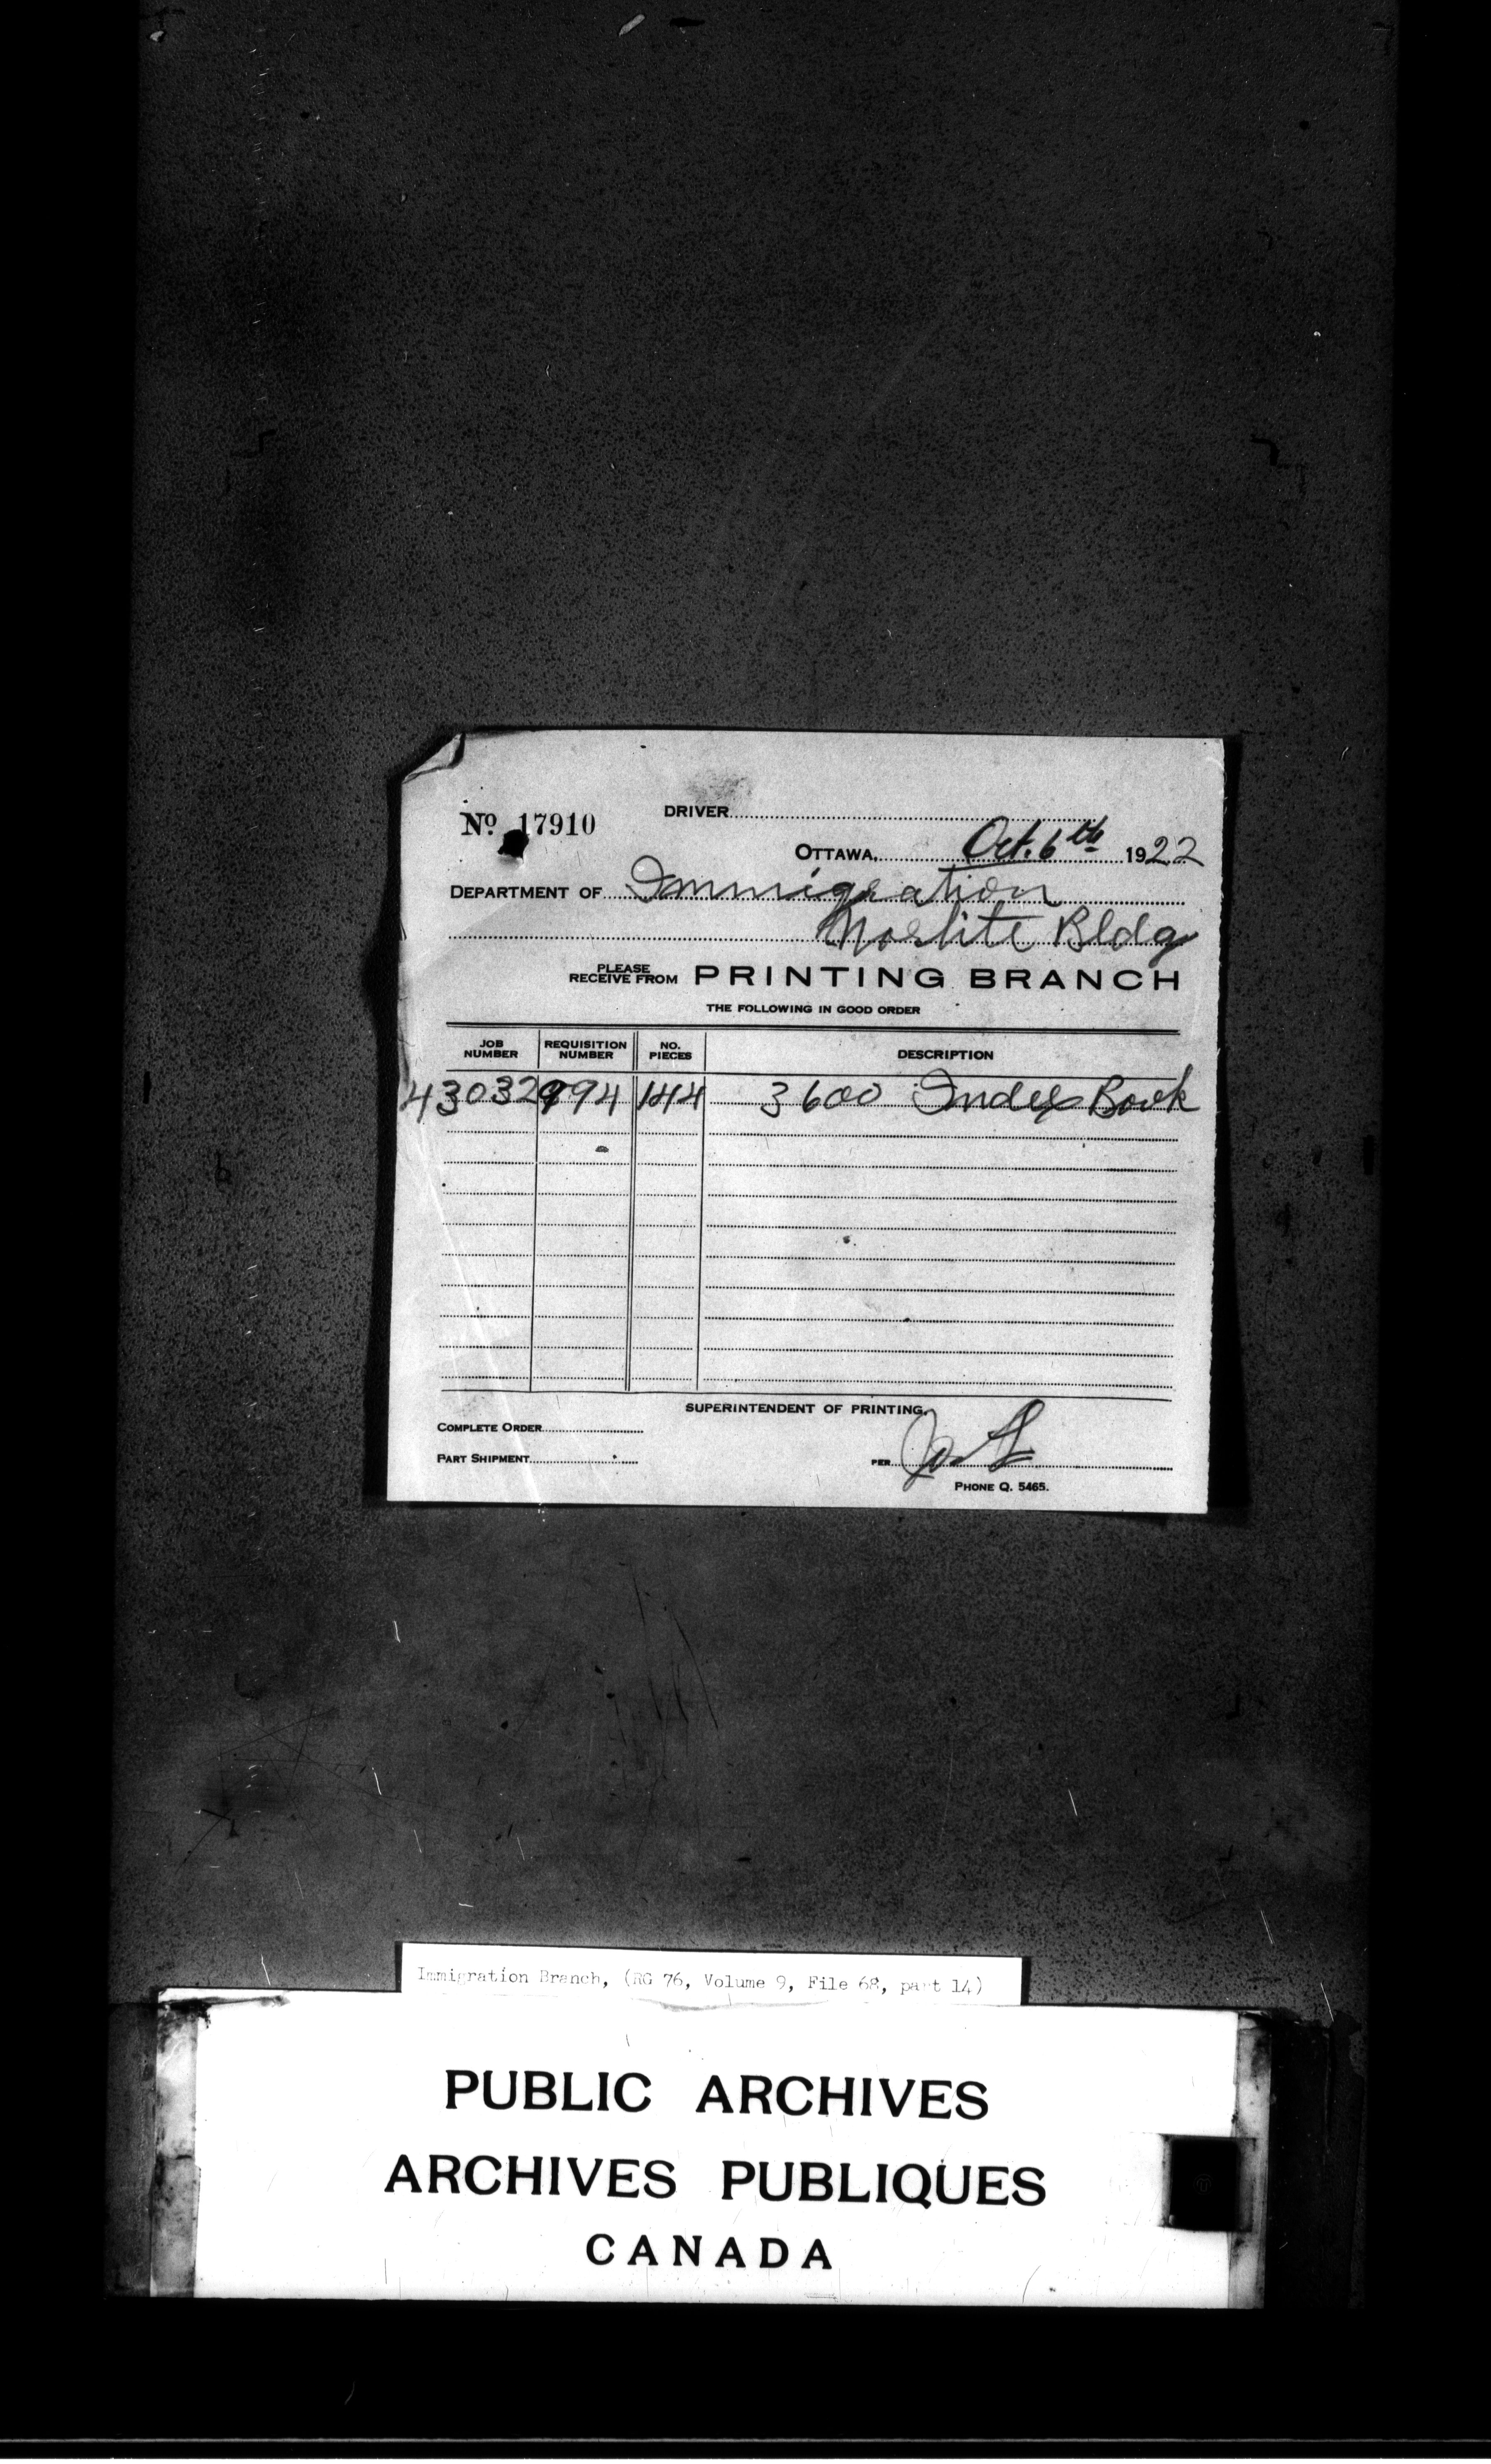 No. 17910 DRIVER
OTTAWA, Oct. 6th 1922
DEPARTMENT OF Immigration
Norlite Bldg
PLEASE RECEIVE FROM PRINTING BRANCH
THE FOLLOWING IN GOOD ORDER
JOB NUMBER REQUISITION NUMBER NO. PIECES DESCRIPTION
43032 994 144 3600 Index Book
SUPERINTENDENT OF PRINTING,
COMPLETE ORDER
PART SHIPMENT PER
PHONE Q. 5465.
Immigration Branch, (RG 76, Volume 9, File 68, part 14)
PUBLIC ARCHIVES
ARCHIVES PUBLIQUES
CANADA